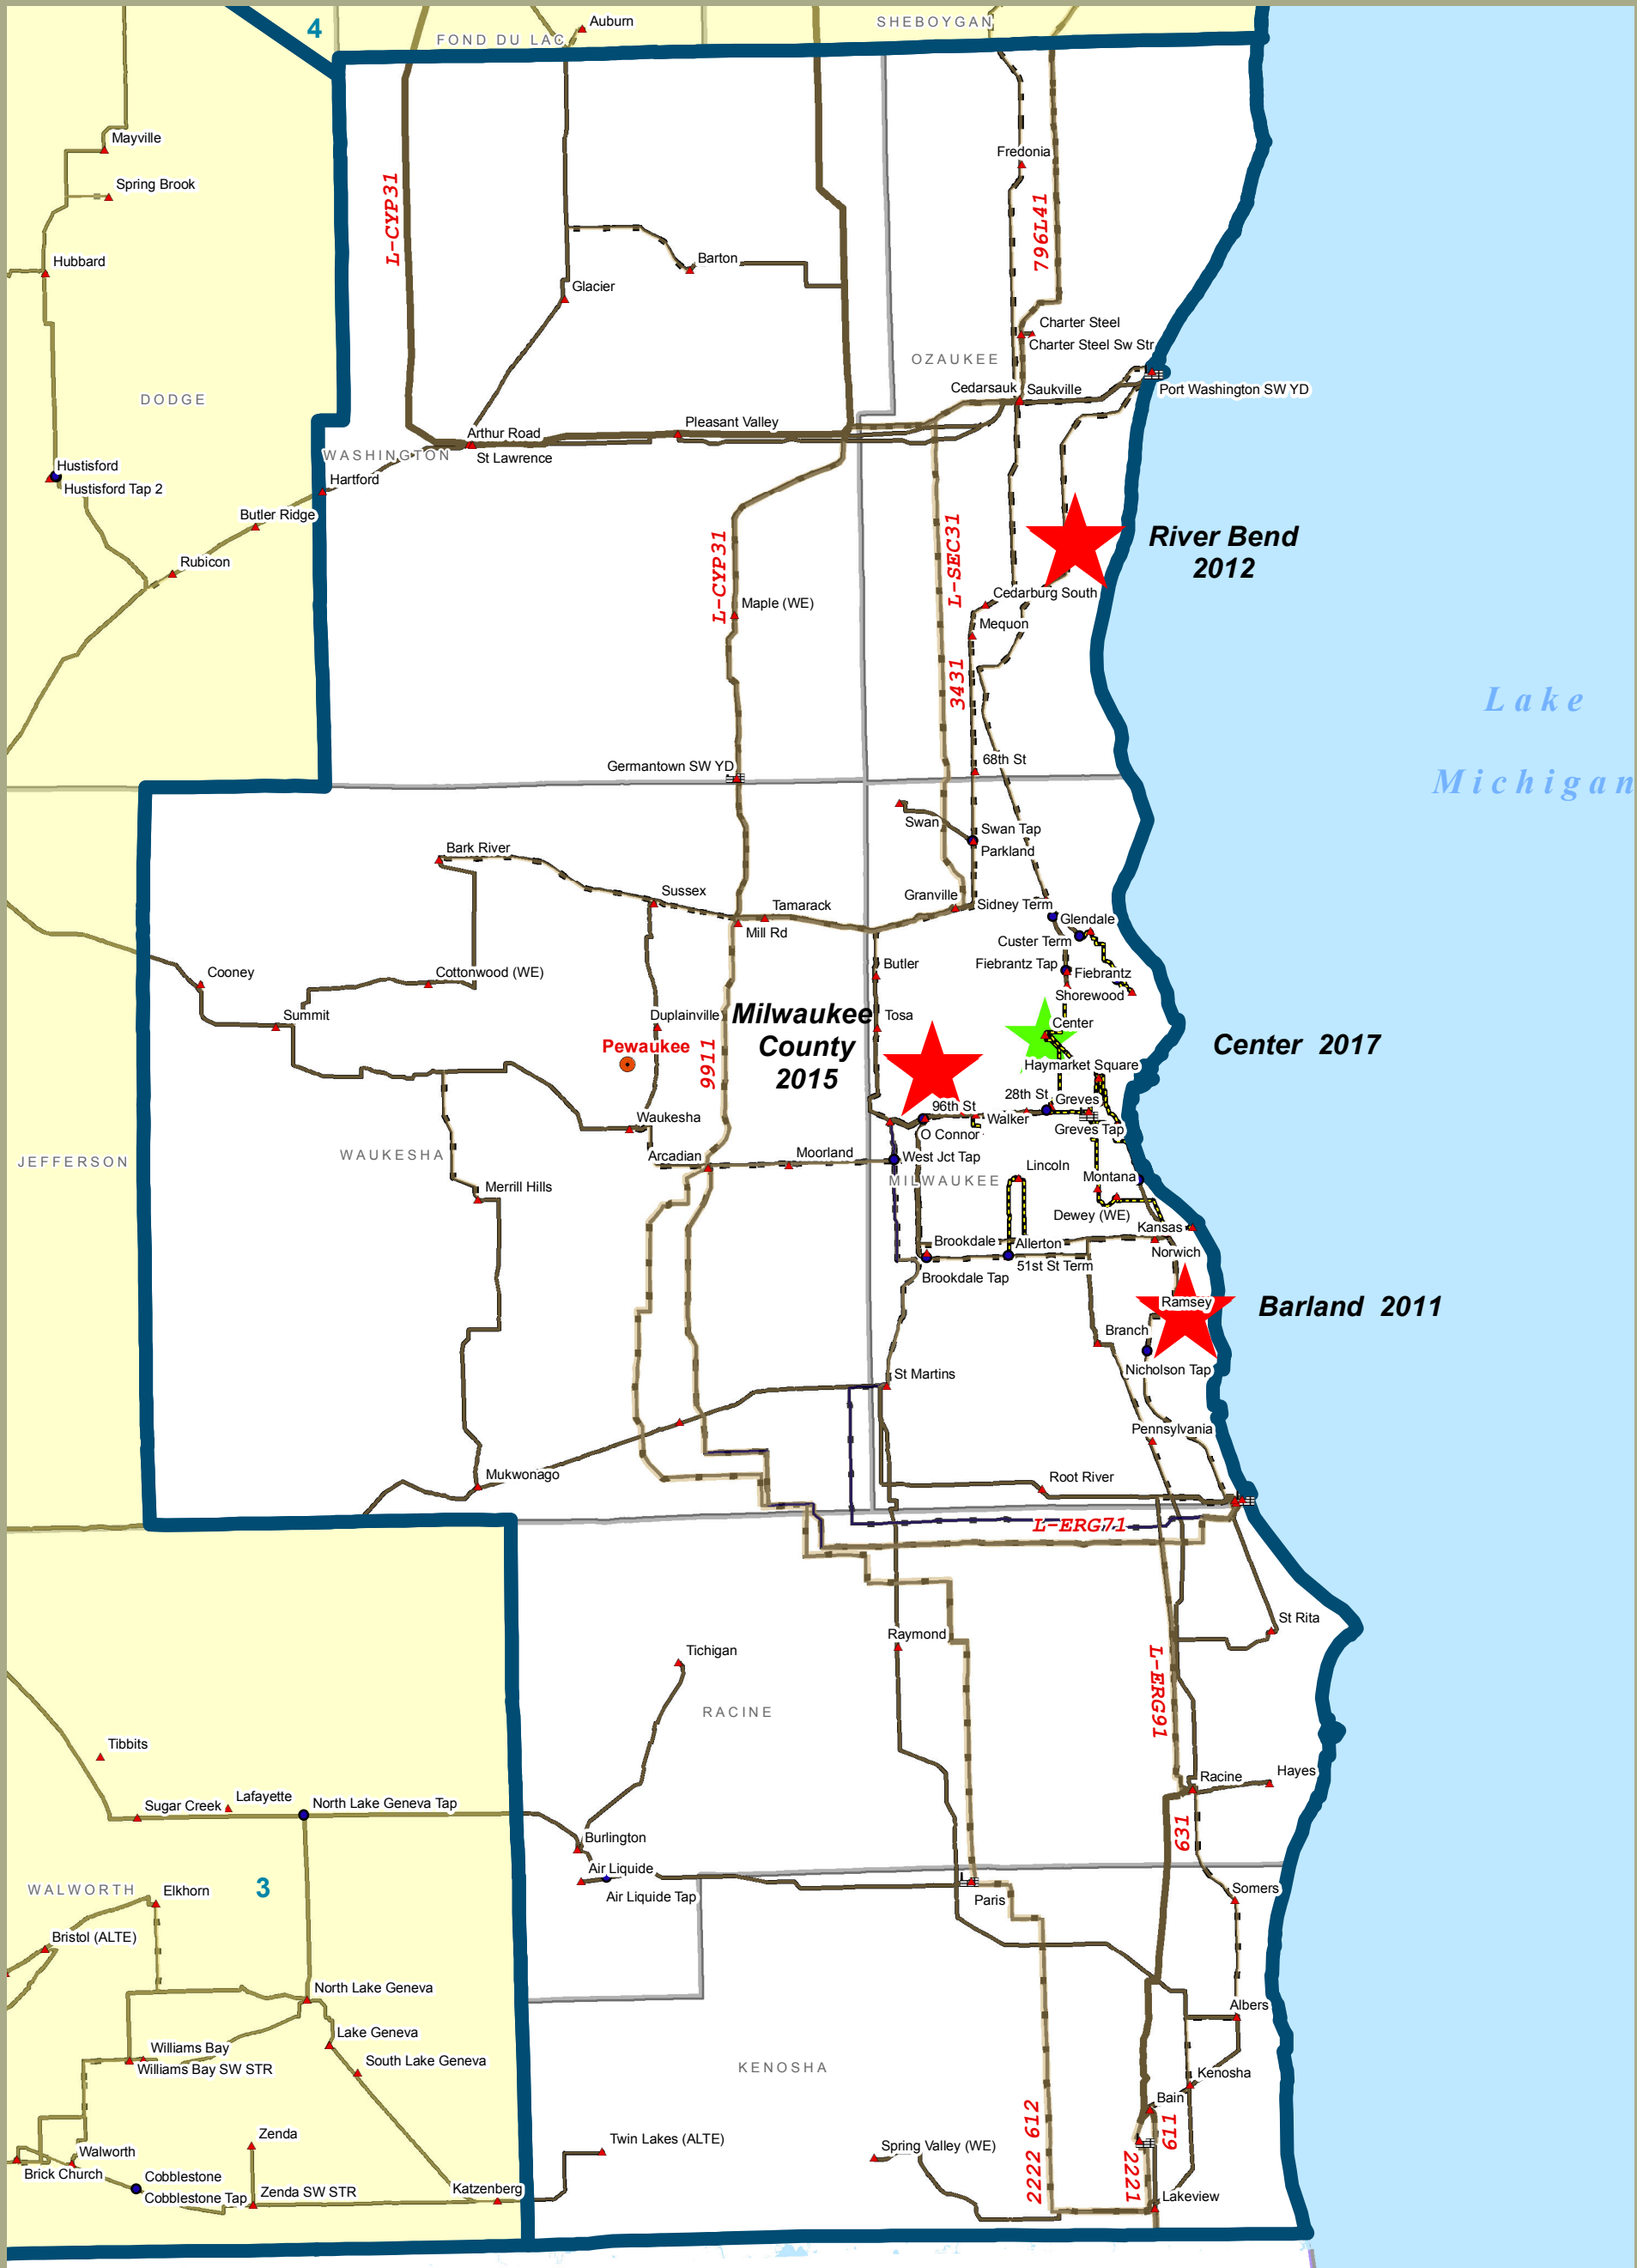 4
Auburn
SHEBOYGAN
FOND DU LAC
Mayville
Fredonia
Spring Brook
L-CYP31
796L41
Hubbard
Barton
Glacier
Charter Steel
Charter Steel Sw Str
OZAUKEE
Port Washington SW YD
Cedarsauk
Saukville
DODGE
Pleasant Valley
Arthur Road
WASHINGTON
St Lawrence
Hustisford
Hartford
Hustisford Tap 2
Butler Ridge
River Bend
2012
Rubicon
L-CYP31
L-SEC31
Cedarburg South
Maple (WE)
Mequon
3431
Lake
Michigan
68th St
Germantown SW YD
Swan
Swan Tap
Parkland
Bark River
Sussex
Granville
Tamarack
Sidney Term
Glendale
Mill Rd
Custer Term
Butler
Fiebrantz Tap
Fiebrantz
Cooney
Cottonwood (WE)
Shorewood
Summit
Duplainville
Milwaukee
County
2015
Tosa
Center
Center 2017
Pewaukee
9911
Haymarket Square
28th St
Greves
96th St
Walker
Waukesha
O Connor
Greves Tap
WAUKESHA
Arcadian
Moorland
West Jct Tap
JEFFERSON
Lincoln
Montana
MILWAUKEE
Merrill Hills
Dewey (WE)
Kansas
Brookdale
Allerton
Norwich
51st St Term
Brookdale Tap
Ramsey
Barland 2011
Branch
Nicholson Tap
St Martins
Pennsylvania
Mukwonago
Root River
L-ERG71
St Rita
Raymond
Tichigan
L-ERG91
RACINE
Tibbits
Racine
Hayes
Lafayette
North Lake Geneva Tap
Sugar Creek
631
Burlington
Air Liquide
WALWORTH
3
Elkhorn
Air Liquide Tap
Paris
Somers
Bristol (ALTE)
North Lake Geneva
Albers
Lake Geneva
Williams Bay
Williams Bay SW STR
South Lake Geneva
KENOSHA
Kenosha
Bain
2222 612
611
2221
Zenda
Twin Lakes (ALTE)
Spring Valley (WE)
Walworth
Brick Church
Cobblestone
Cobblestone Tap
Zenda SW STR
Katzenberg
Lakeview